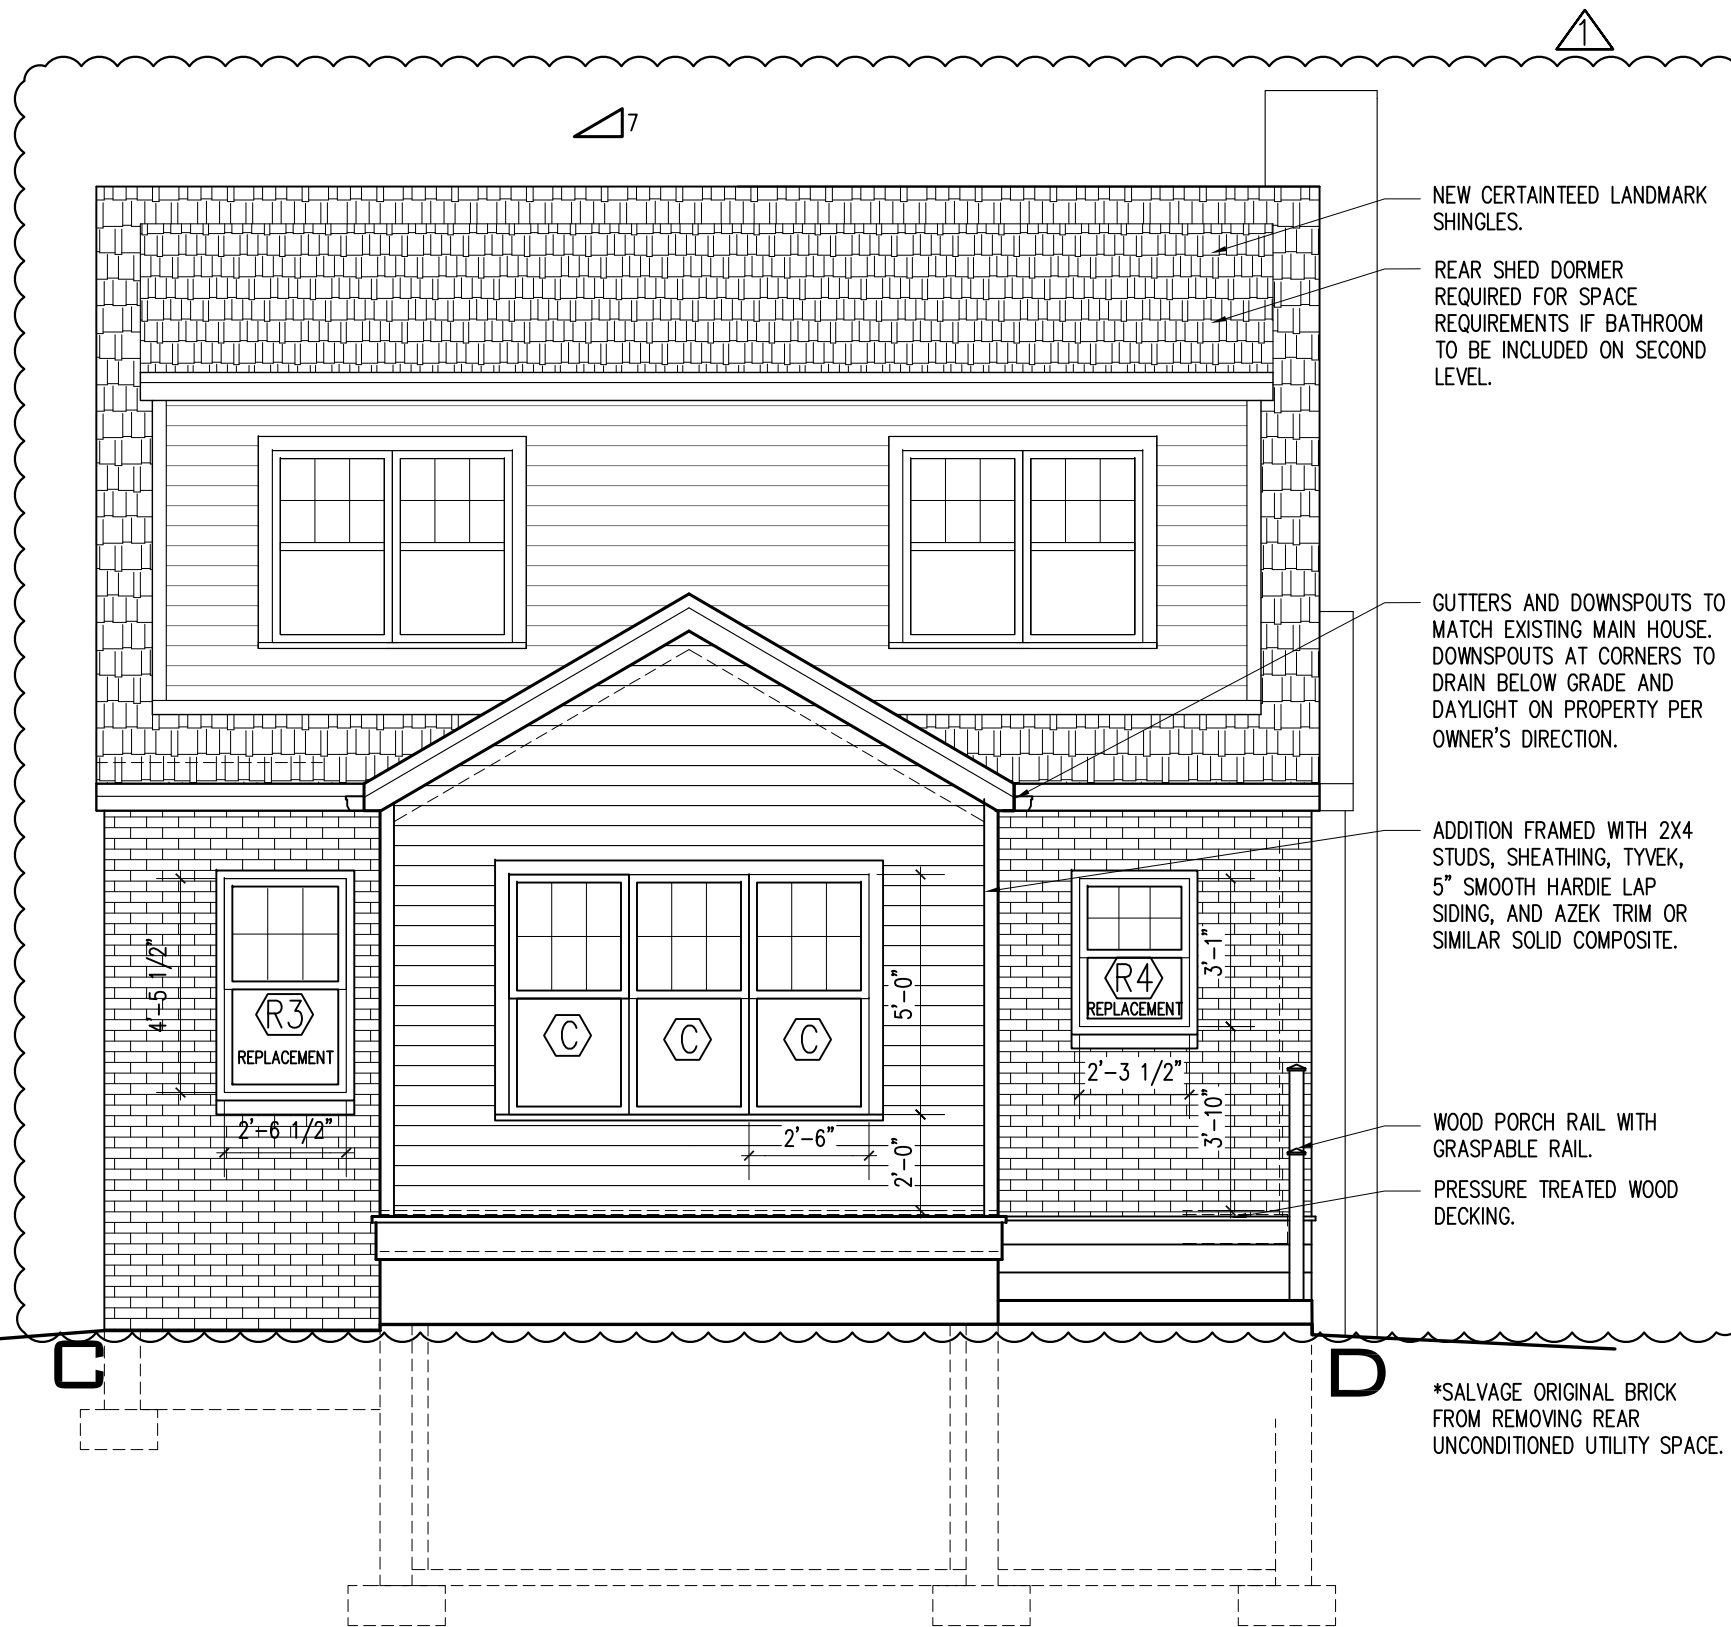 1
7
NEW CERTAINTEED LANDMARK
SHINGLES.
REAR SHED DORMER
REQUIRED FOR SPACE
REQUIREMENTS IF BATHROOM
TO BE INCLUDED ON SECOND
LEVEL.
GUTTERS AND DOWNSPOUTS TO
MATCH EXISTING MAIN HOUSE.
DOWNSPOUTS AT CORNERS TO
DRAIN BELOW GRADE AND
DAYLIGHT ON PROPERTY PER
OWNER'S DIRECTION.
ADDITION FRAMED WITH 2X4
STUDS, SHEATHING, TYVEK,
5" SMOOTH HARDIE LAP
SIDING, AND AZEK TRIM OR
SIMILAR SOLID COMPOSITE.
4'-5 1/2"
R3
REPLACEMENT
2'-6 1/2"
C
C
C
5'-0"
2'-6"
2'-0"
R4
REPLACEMENT
3'-1"
2'-3 1/2"
3'-10"
WOOD PORCH RAIL WITH
GRASPABLE RAIL.
PRESSURE TREATED WOOD
DECKING.
C
D
*SALVAGE ORIGINAL BRICK
FROM REMOVING REAR
UNCONDITIONED UTILITY SPACE.